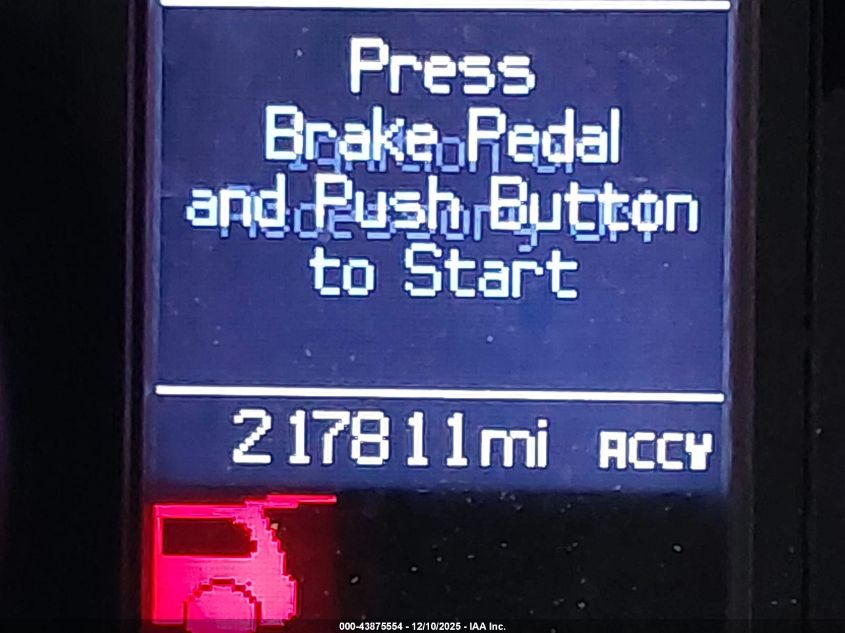 Press
Brake Pedal
and Push Button
to Start
217811mi ACCY
000-43875554 - 12/10/2025 - IAA Inc.